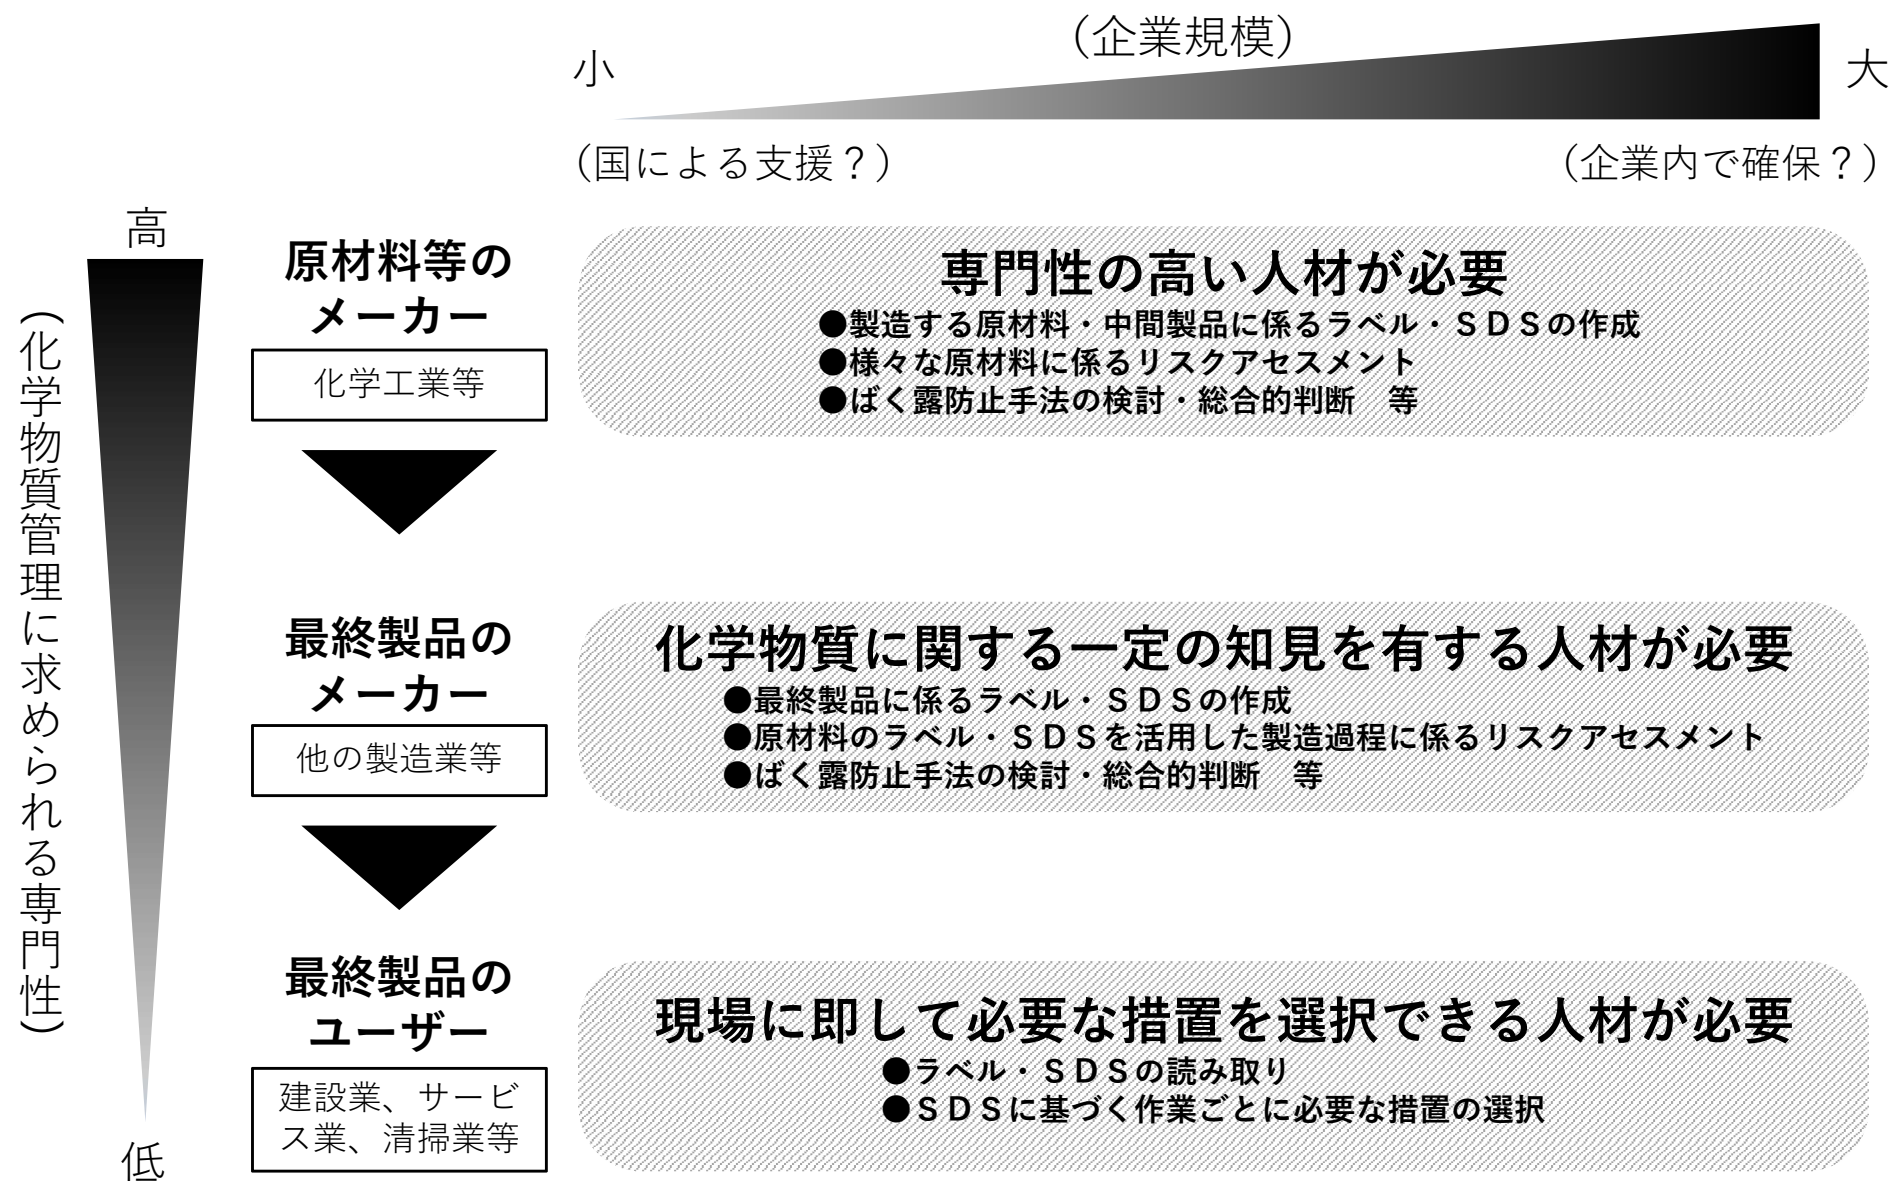 （企業規模）
小
大
（国による支援？）
（企業内で確保？）
高
（化学物質管理に求められる専門性）
低
原材料等の
メーカー
化学工業等
専門性の高い人材が必要
●製造する原材料・中間製品に係るラベル・ＳＤＳの作成
●様々な原材料に係るリスクアセスメント
●ばく露防止手法の検討・総合的判断　等
最終製品の
メーカー
他の製造業等
化学物質に関する一定の知見を有する人材が必要
●最終製品に係るラベル・ＳＤＳの作成
●原材料のラベル・ＳＤＳを活用した製造過程に係るリスクアセスメント
●ばく露防止手法の検討・総合的判断　等
最終製品の
ユーザー
建設業、サービ
ス業、清掃業等
現場に即して必要な措置を選択できる人材が必要
●ラベル・ＳＤＳの読み取り
●ＳＤＳに基づく作業ごとに必要な措置の選択